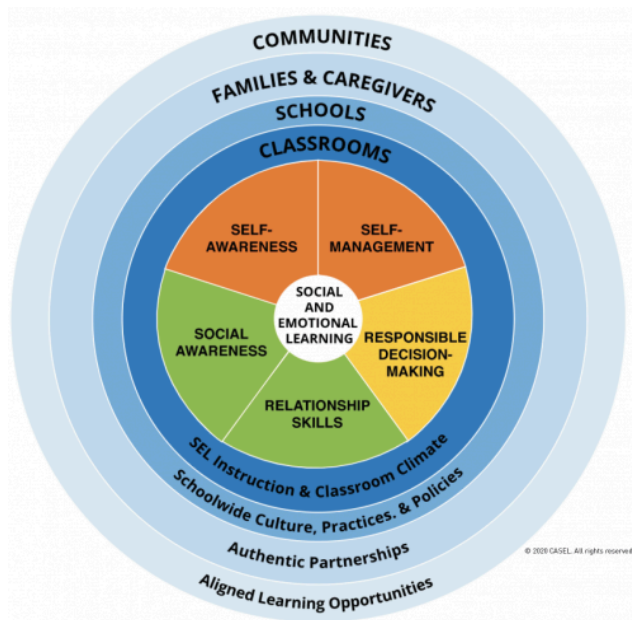 COMMUNITIES
FAMILIES & CAREGIVERS
SCHOOLS
CLASSROOMS
SELF-
AWARENESS
SELF-
MANAGEMENT
SOCIAL
AND
EMOTIONAL
LEARNING
SOCIAL
AWARENESS
RESPONSIBLE
DECISION-
MAKING
RELATIONSHIP
SKILLS
SEL Instruction & Classroom Climate
Schoolwide Culture, Practices. & Policies
Authentic Partnerships
Aligned Learning Opportunities
© 2020 CASEL. All rights reserved